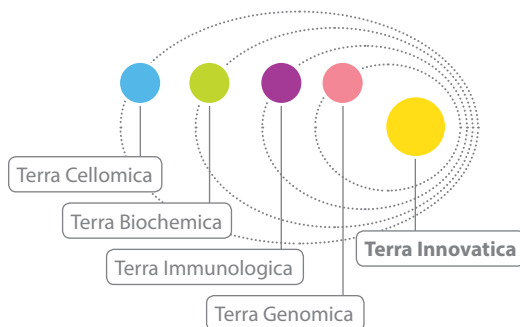 Terra Cellomica
Terra Biochemica
Terra Immunologica
Terra Innovatica
Terra Genomica